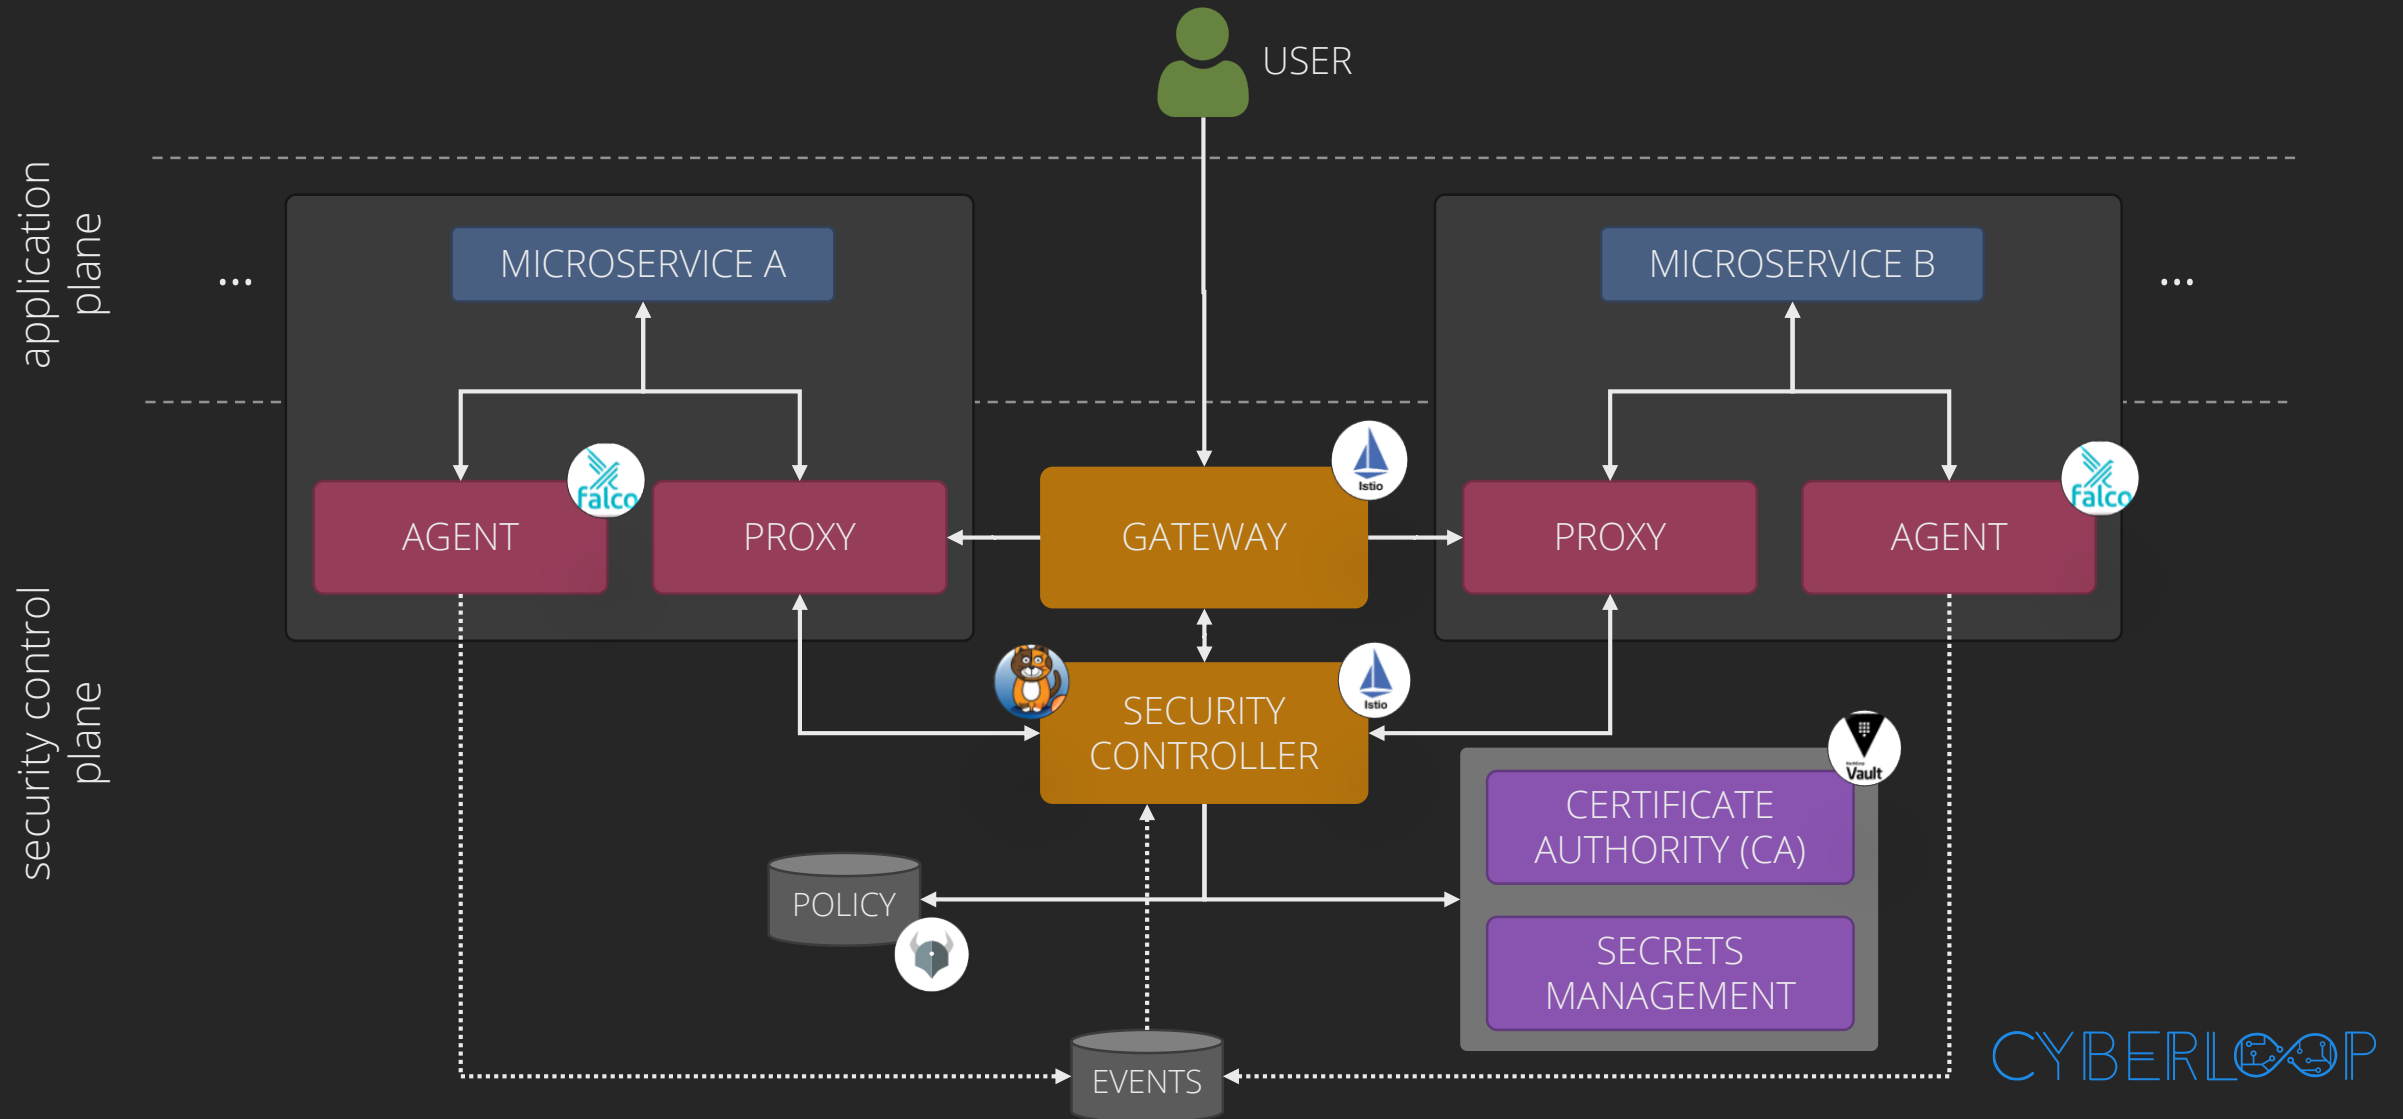 USER
application
plane
MICROSERVICE A
MICROSERVICE B
...
...
Istio
falco
falco
AGENT
PROXY
GATEWAY
PROXY
AGENT
security control
plane
Istio
SECURITY
CONTROLLER
Vault
CERTIFICATE
AUTHORITY (CA)
POLICY
SECRETS
MANAGEMENT
EVENTS
CYBERLOOP